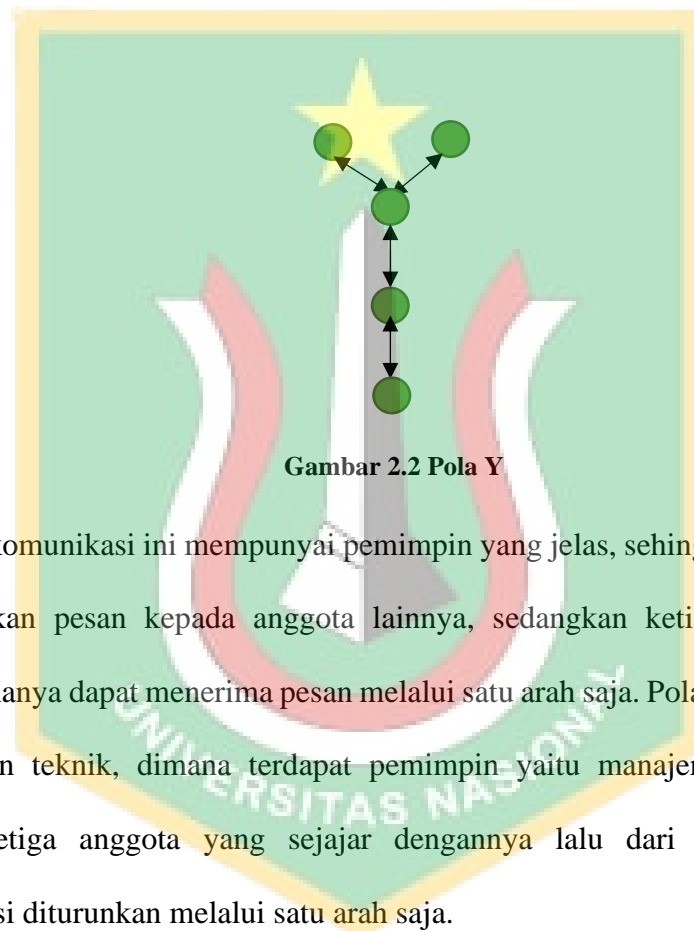 Gambar 2.2 Pola Y
komunikasi ini mempunyai pemimpin yang jelas, sehing
kan pesan kepada anggota lainnya, sedangkan keti
anya dapat menerima pesan melalui satu arah saja. Pola
n teknik, dimana terdapat pemimpin yaitu manajer
etiga anggota yang sejajar dengannya lalu dari
si diturunkan melalui satu arah saja.
UNIVERSITAS NASIONAL